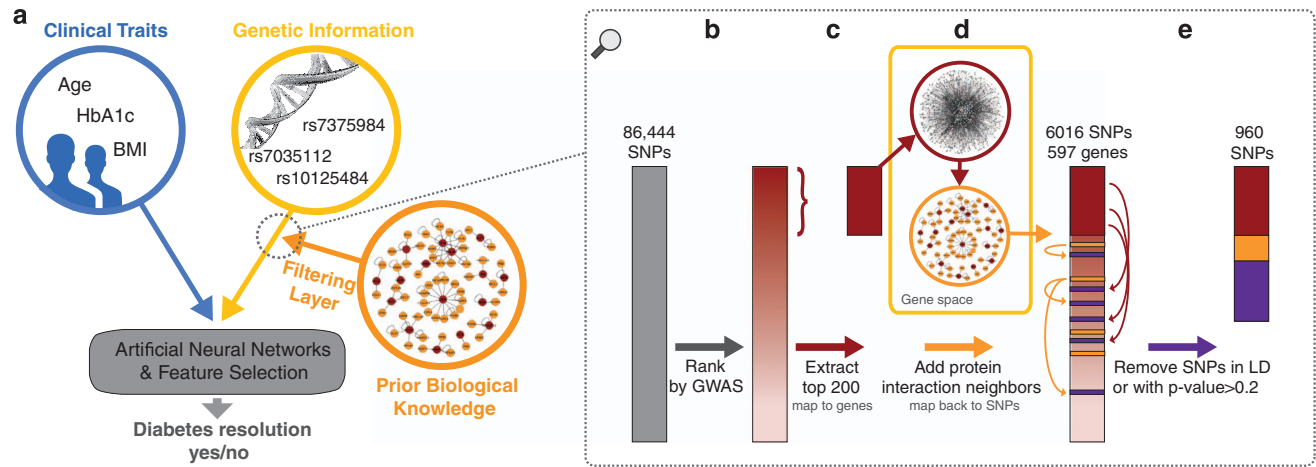 a
Clinical Traits
Genetic Information
Age
HbA1c
BMI
rs7375984
rs7035112
rs10125484
Filtering
Layer
Artificial Neural Networks
& Feature Selection
Prior Biological
Knowledge
Diabetes resolution
yes/no
b
c
d
e
86,444
SNPs
6016 SNPs
597 genes
960
SNPs
Gene space
Rank
by GWAS
Extract
top 200
map to genes
Add protein
interaction neighbors
map back to SNPs
Remove SNPs in LD
or with p-value>0.2